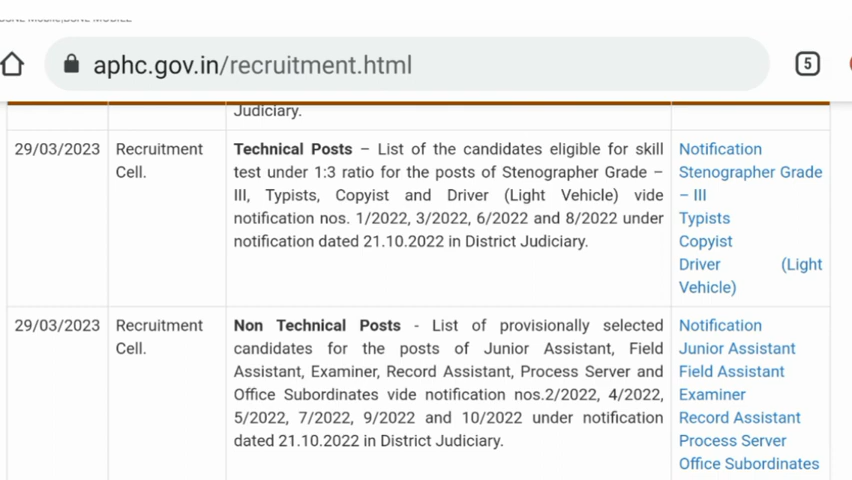 aphc.gov.in/recruitment.html
5
Judiciary.
29/03/2023
Recruitment
Cell.
Technical Posts – List of the candidates eligible for skill
test under 1:3 ratio for the posts of Stenographer Grade –
III, Typists, Copyist and Driver (Light Vehicle) vide
notification nos. 1/2022, 3/2022, 6/2022 and 8/2022 under
notification dated 21.10.2022 in District Judiciary.
Notification
Stenographer Grade
– III
Typists
Copyist
Driver (Light
Vehicle)
29/03/2023
Recruitment
Cell.
Non Technical Posts - List of provisionally selected
candidates for the posts of Junior Assistant, Field
Assistant, Examiner, Record Assistant, Process Server and
Office Subordinates vide notification nos.2/2022, 4/2022,
5/2022, 7/2022, 9/2022 and 10/2022 under notification
dated 21.10.2022 in District Judiciary.
Notification
Junior Assistant
Field Assistant
Examiner
Record Assistant
Process Server
Office Subordinates